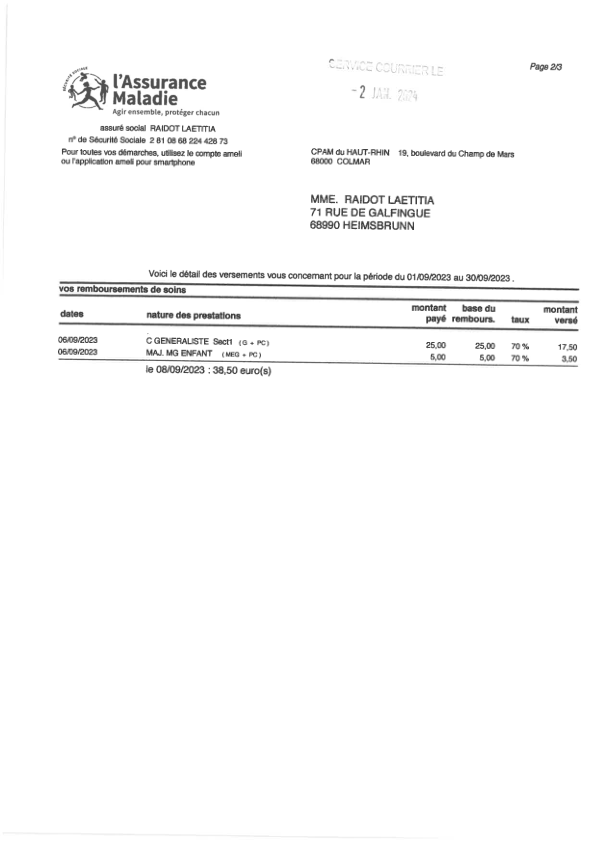 SERVICE COURRIER LE
Page 2/3
-2 JAN. 2024
SÉCURITÉ SOCIALE
l'Assurance
Maladie
Agir ensemble, protéger chacun
assuré social RAIDOT LAETITIA
n° de Sécurité Sociale 2 81 08 68 224 428 73
Pour toutes vos démarches, utilisez le compte ameli
ou l'application ameli pour smartphone
CPAM du HAUT-RHIN 19, boulevard du Champ de Mars
68000 COLMAR
MME. RAIDOT LAETITIA
71 RUE DE GALFINGUE
68990 HEIMSBRUNN
Voici le détail des versements vous concernant pour la période du 01/09/2023 au 30/09/2023 .
vos remboursements de soins
dates nature des prestations montant payé base du rembours. taux montant versé
06/09/2023 C GENERALISTE Sect1 (G + PC) 25,00 25,00 70 % 17,50
06/09/2023 MAJ. MG ENFANT (MEG + PC) 5,00 5,00 70 % 3,50
le 08/09/2023 : 38,50 euro(s)